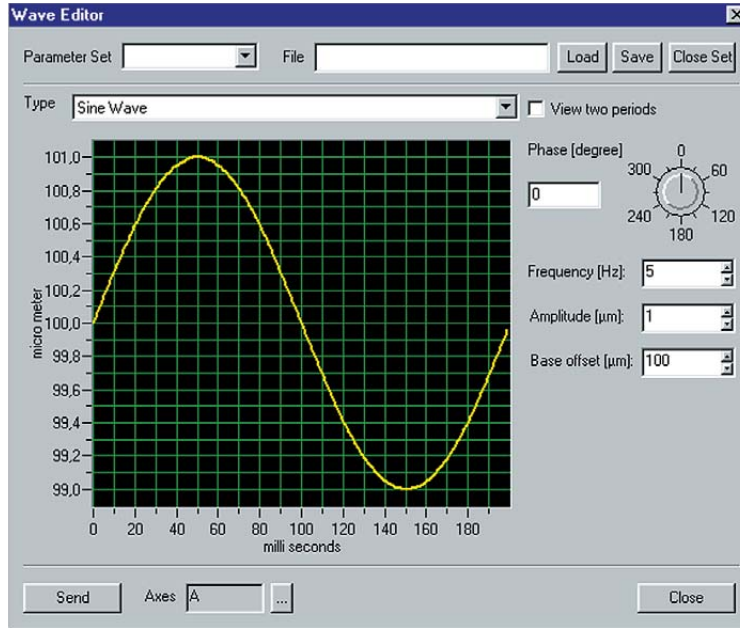 Wave Editor
Parameter Set File Load Save Close Set
Type Sine Wave View two periods
Phase [degree]
0
0
60
120
180
240
300
Frequency [Hz]: 5
Amplitude [µm]: 1
Base offset [µm]: 100
micro meter
101,0
100,8
100,6
100,4
100,2
100,0
99,8
99,6
99,4
99,2
99,0
0 20 40 60 80 100 120 140 160 180
milli seconds
Send Axes A ... Close